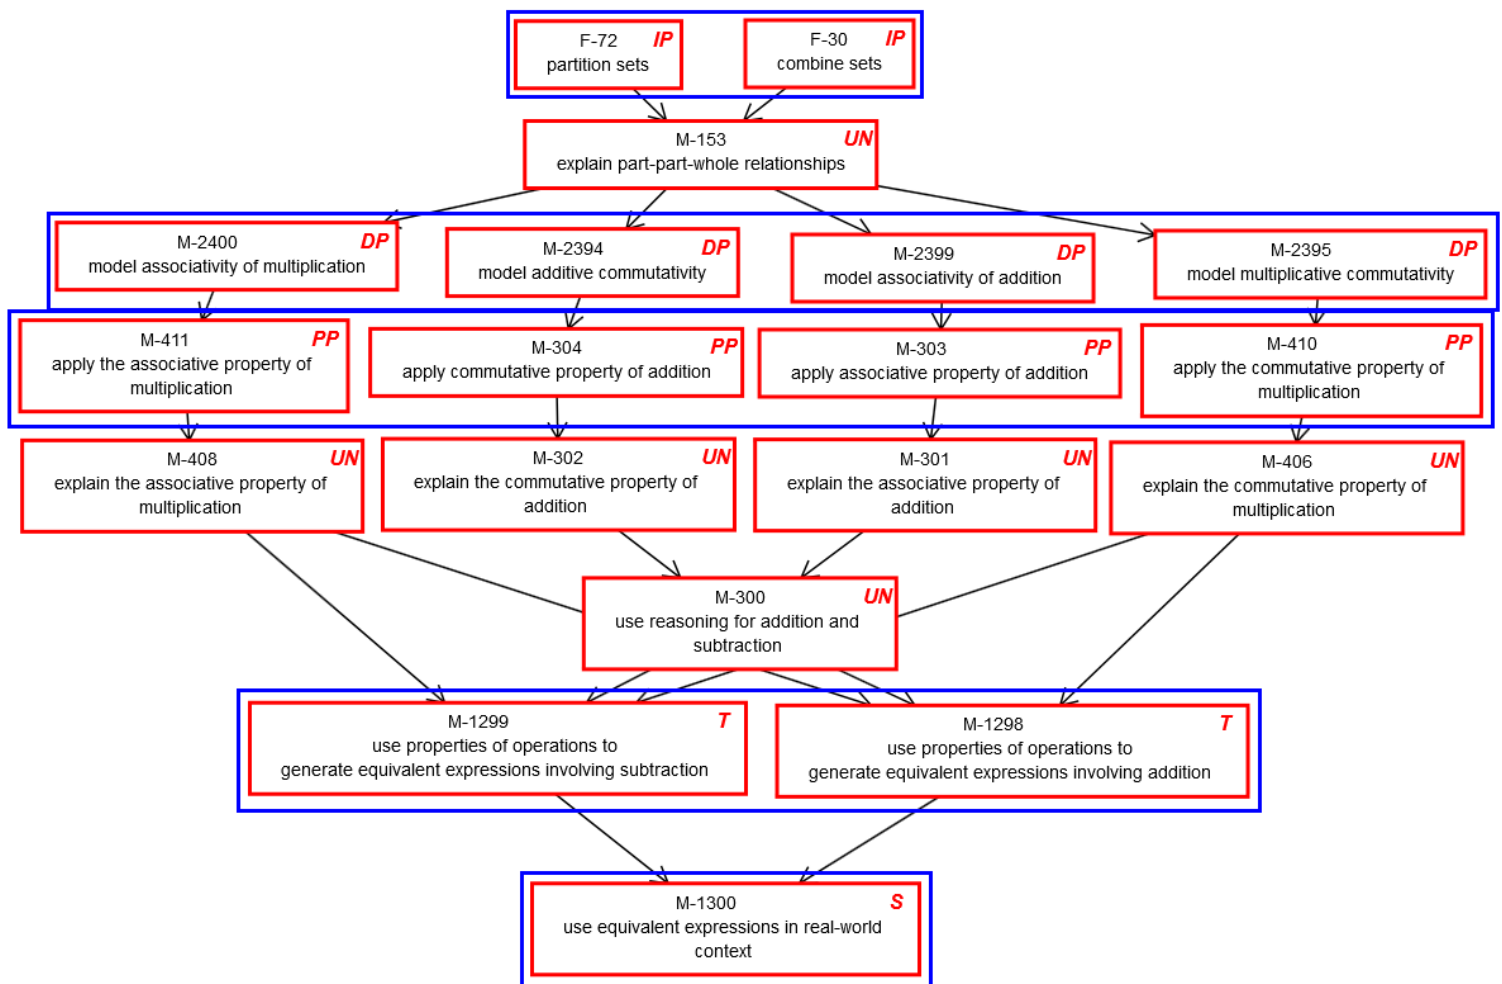 F-72 IP
partition sets
F-30 IP
combine sets
M-153 UN
explain part-part-whole relationships
M-2400 DP
model associativity of multiplication
M-2394 DP
model additive commutativity
M-2399 DP
model associativity of addition
M-2395 DP
model multiplicative commutativity
M-411 PP
apply the associative property of
multiplication
M-304 PP
apply commutative property of addition
M-303 PP
apply associative property of addition
M-410 PP
apply the commutative property of
multiplication
M-408 UN
explain the associative property of
multiplication
M-302 UN
explain the commutative property of
addition
M-301 UN
explain the associative property of
addition
M-406 UN
explain the commutative property of
multiplication
M-300 UN
use reasoning for addition and
subtraction
M-1299 T
use properties of operations to
generate equivalent expressions involving subtraction
M-1298 T
use properties of operations to
generate equivalent expressions involving addition
M-1300 S
use equivalent expressions in real-world
context